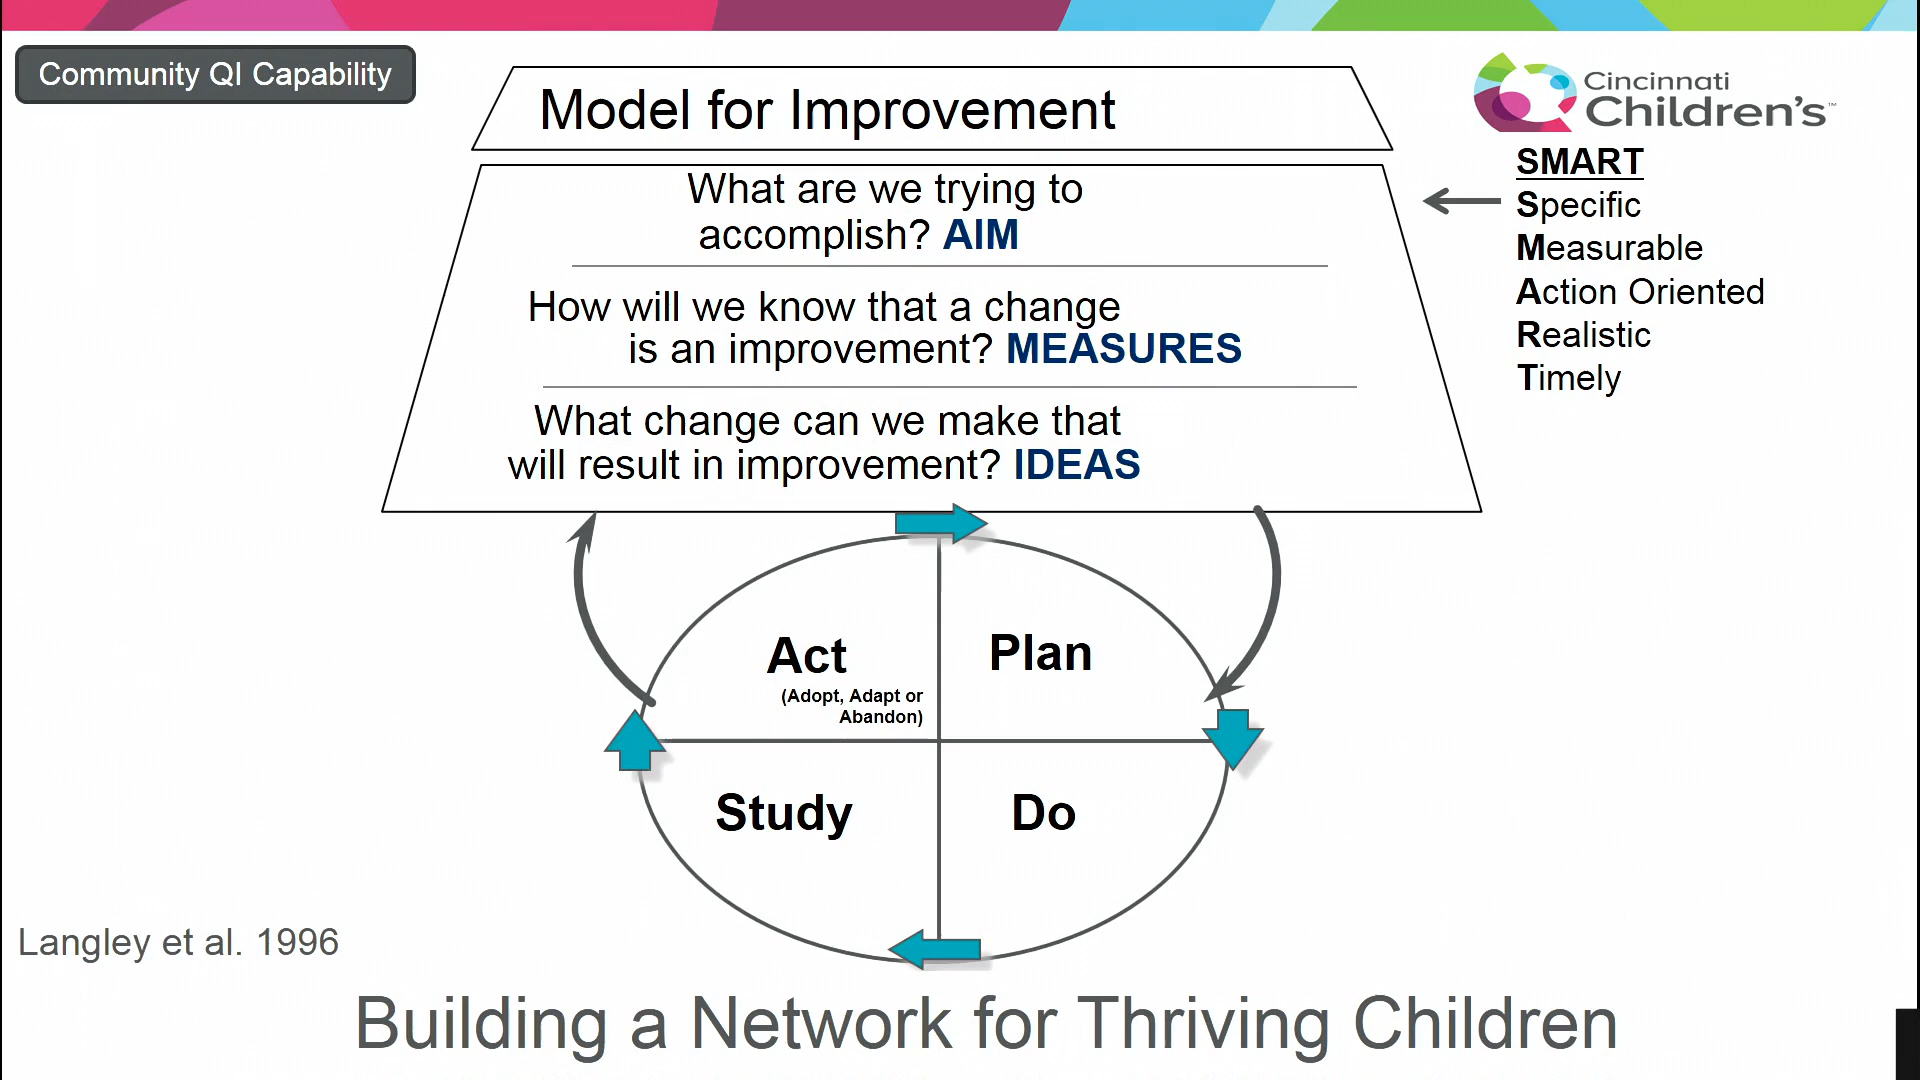 Community QI Capability
Model for Improvement
Cincinnati
Children's™
What are we trying to
accomplish? AIM
How will we know that a change
is an improvement? MEASURES
What change can we make that
will result in improvement? IDEAS
SMART
Specific
Measurable
Action Oriented
Realistic
Timely
Act
(Adopt, Adapt or
Abandon)
Plan
Study
Do
Langley et al. 1996
Building a Network for Thriving Children